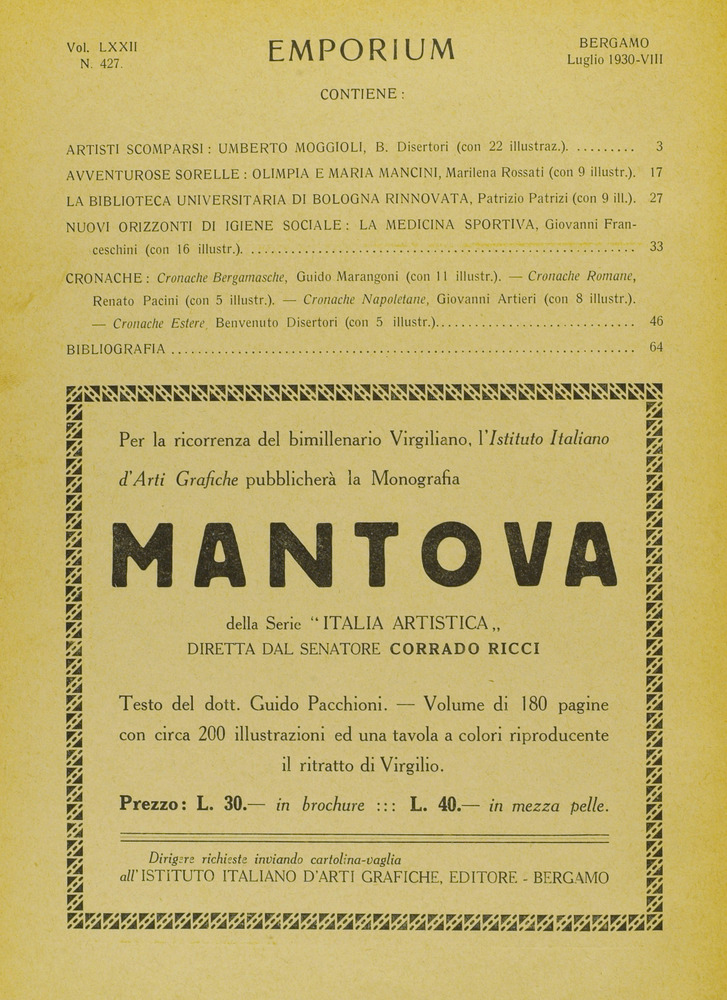 Vol. LXXII
N. 427.
EMPORIUM
BERGAMO
Luglio 1930-VIII
CONTIENE :
ARTISTI SCOMPARSI : UMBERTO MOGGIOLI, B. Disertori (con 22 illustraz.). ......... 3
AVVENTUROSE SORELLE : OLIMPIA E MARIA MANCINI, Marilena Rossati (con 9 illustr.). 17
LA BIBLIOTECA UNIVERSITARIA DI BOLOGNA RINNOVATA, Patrizio Patrizi (con 9 ill.). 27
NUOVI ORIZZONTI DI IGIENE SOCIALE : LA MEDICINA SPORTIVA, Giovanni Fran-
ceschini (con 16 illustr.). ........................................................... 33
CRONACHE : Cronache Bergamasche, Guido Marangoni (con 11 illustr.). — Cronache Romane,
Renato Pacini (con 5 illustr.). — Cronache Napoletane, Giovanni Artieri (con 8 illustr.).
— Cronache Estere, Benvenuto Disertori (con 5 illustr.).............................. 46
BIBLIOGRAFIA ....................................................................... 64
Per la ricorrenza del bimillenario Virgiliano, l'Istituto Italiano
d'Arti Grafiche pubblicherà la Monografia
MANTOVA
della Serie “ ITALIA ARTISTICA „
DIRETTA DAL SENATORE CORRADO RICCI
Testo del dott. Guido Pacchioni. — Volume di 180 pagine
con circa 200 illustrazioni ed una tavola a colori riproducente
il ritratto di Virgilio.
Prezzo : L. 30.— in brochure : : : L. 40.— in mezza pelle.
Dirigere richieste inviando cartolina-vaglia
all' ISTITUTO ITALIANO D'ARTI GRAFICHE, EDITORE - BERGAMO